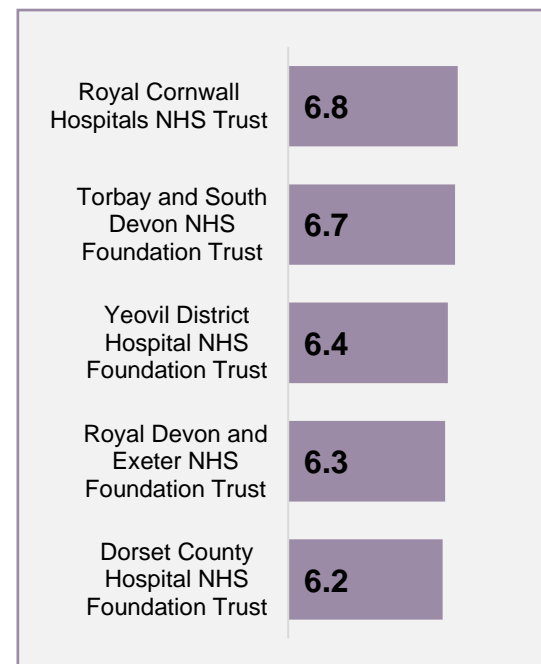 Royal Cornwall
Hospitals NHS Trust
6.8
Torbay and South
Devon NHS
Foundation Trust
6.7
Yeovil District
Hospital NHS
Foundation Trust
6.4
Royal Devon and
Exeter NHS
Foundation Trust
6.3
Dorset County
Hospital NHS
Foundation Trust
6.2